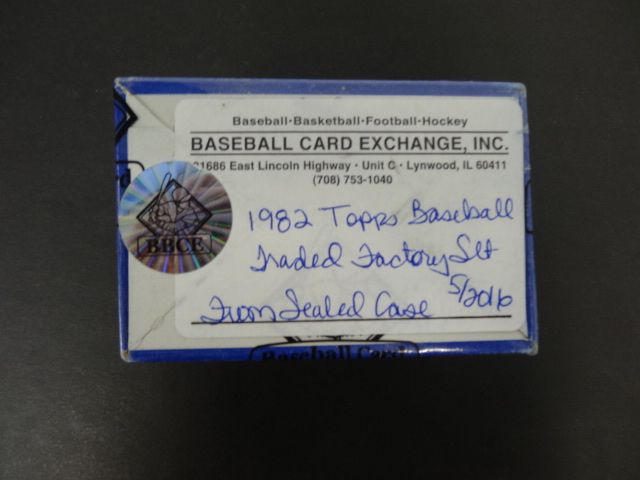 Baseball·Basketball·Football·Hockey
BASEBALL CARD EXCHANGE, INC.
21686 East Lincoln Highway · Unit C · Lynwood, IL 60411
(708) 753-1040
BBCE
1982 Topps Baseball
Traded Factory Set
From Sealed Case 5/2016
Baseball Card